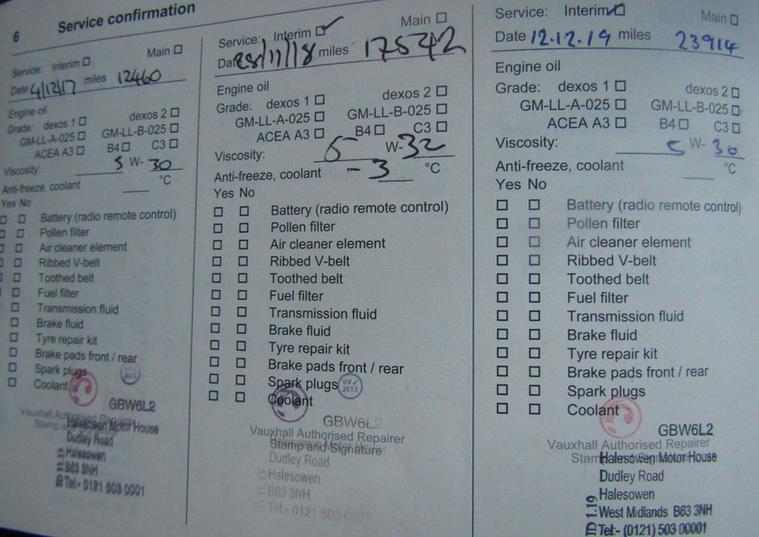 6 Service confirmation
Service: Interim ☐ Main ☐
Date 4/12/17 miles 12460
Engine oil
Grade: dexos 1 ☐ dexos 2 ☐
GM-LL-A-025 ☐ GM-LL-B-025 ☐
ACEA A3 ☐ B4 ☐ C3 ☐
Viscosity: 5 W- 30
Anti-freeze, coolant °C
Yes No
Battery (radio remote control)
Pollen filter
Air cleaner element
Ribbed V-belt
Toothed belt
Fuel filter
Transmission fluid
Brake fluid
Tyre repair kit
Brake pads front / rear
Spark plugs
Coolant
GBW6L2
Vauxhall Authorised Repairer
Halesowen Motor House
Dudley Road
Halesowen
B63 3NH
Tel:- 0121 503 0001
Service: Interim ☑ Main ☐
Date 28/11/18 miles 17542
Engine oil
Grade: dexos 1 ☐ dexos 2 ☐
GM-LL-A-025 ☐ GM-LL-B-025 ☐
ACEA A3 ☐ B4 ☐ C3 ☐
Viscosity: 5 W- 32
Anti-freeze, coolant -3 °C
Yes No
Battery (radio remote control)
Pollen filter
Air cleaner element
Ribbed V-belt
Toothed belt
Fuel filter
Transmission fluid
Brake fluid
Tyre repair kit
Brake pads front / rear
Spark plugs
Coolant
GBW6L2
Vauxhall Authorised Repairer
Stamp and Signature
Dudley Road
Halesowen
B63 3NH
Tel:- 0121 503 0001
Service: Interim ☑ Main ☐
Date 12.12.19 miles 23914
Engine oil
Grade: dexos 1 ☐ dexos 2 ☐
GM-LL-A-025 ☐ GM-LL-B-025 ☐
ACEA A3 ☐ B4 ☐ C3 ☐
Viscosity: 5 W- 30
Anti-freeze, coolant °C
Yes No
Battery (radio remote control)
Pollen filter
Air cleaner element
Ribbed V-belt
Toothed belt
Fuel filter
Transmission fluid
Brake fluid
Tyre repair kit
Brake pads front / rear
Spark plugs
Coolant
GBW6L2
Vauxhall Authorised Repairer
Halesowen Motor House
Dudley Road
Halesowen
West Midlands B63 3NH
Tel:- (0121) 503 00001